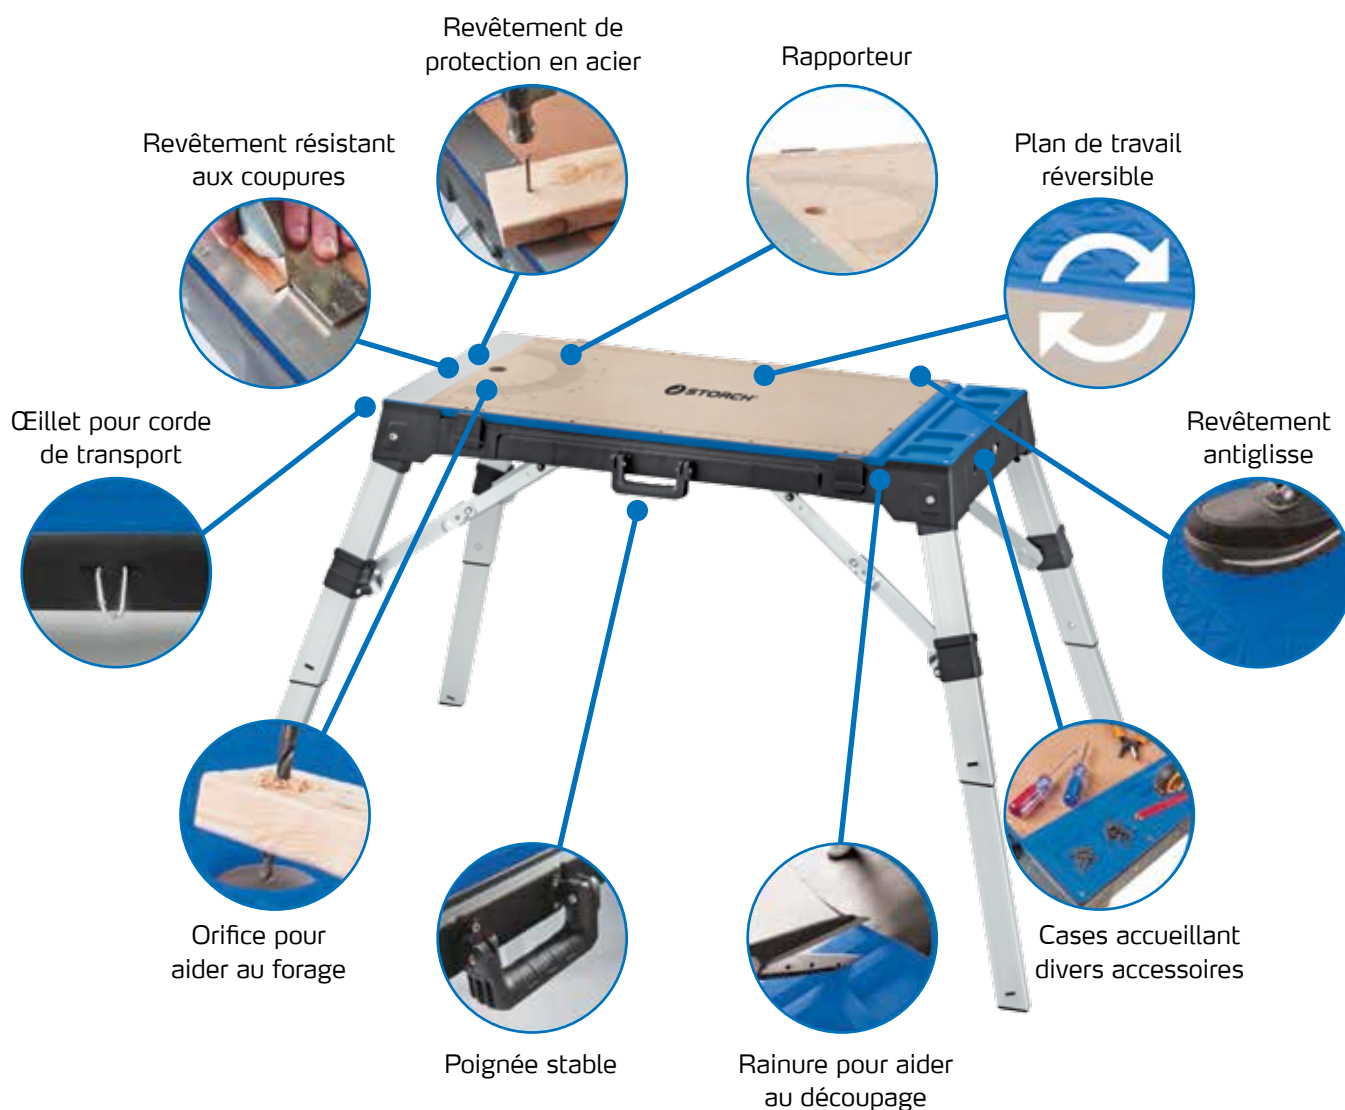 Revêtement de
protection en acier
Rapporteur
Revêtement résistant
aux coupures
Plan de travail
réversible
Œillet pour corde
de transport
STORCH
Revêtement
antiglisse
Orifice pour
aider au forage
Cases accueillant
divers accessoires
Poignée stable
Rainure pour aider
au découpage